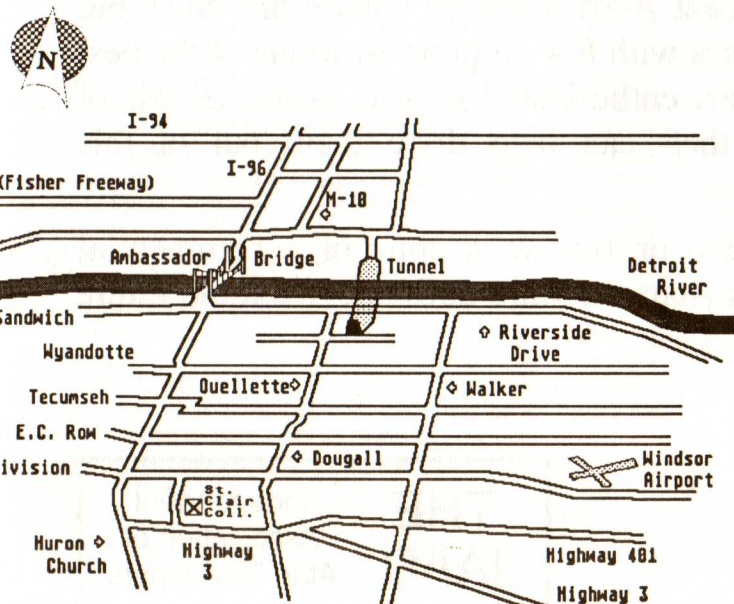 N
I-94
I-96
(Fisher Freeway)
M-10
Ambassador Bridge
Tunnel
Detroit
River
Sandwich
Riverside
Drive
Wyandotte
Ouellette
Walker
Tecumseh
E.C. Row
Dougall
ivision
Windsor
Airport
St.
Clair
Coll.
Huron
Church
Highway
3
Highway 401
Highway 3